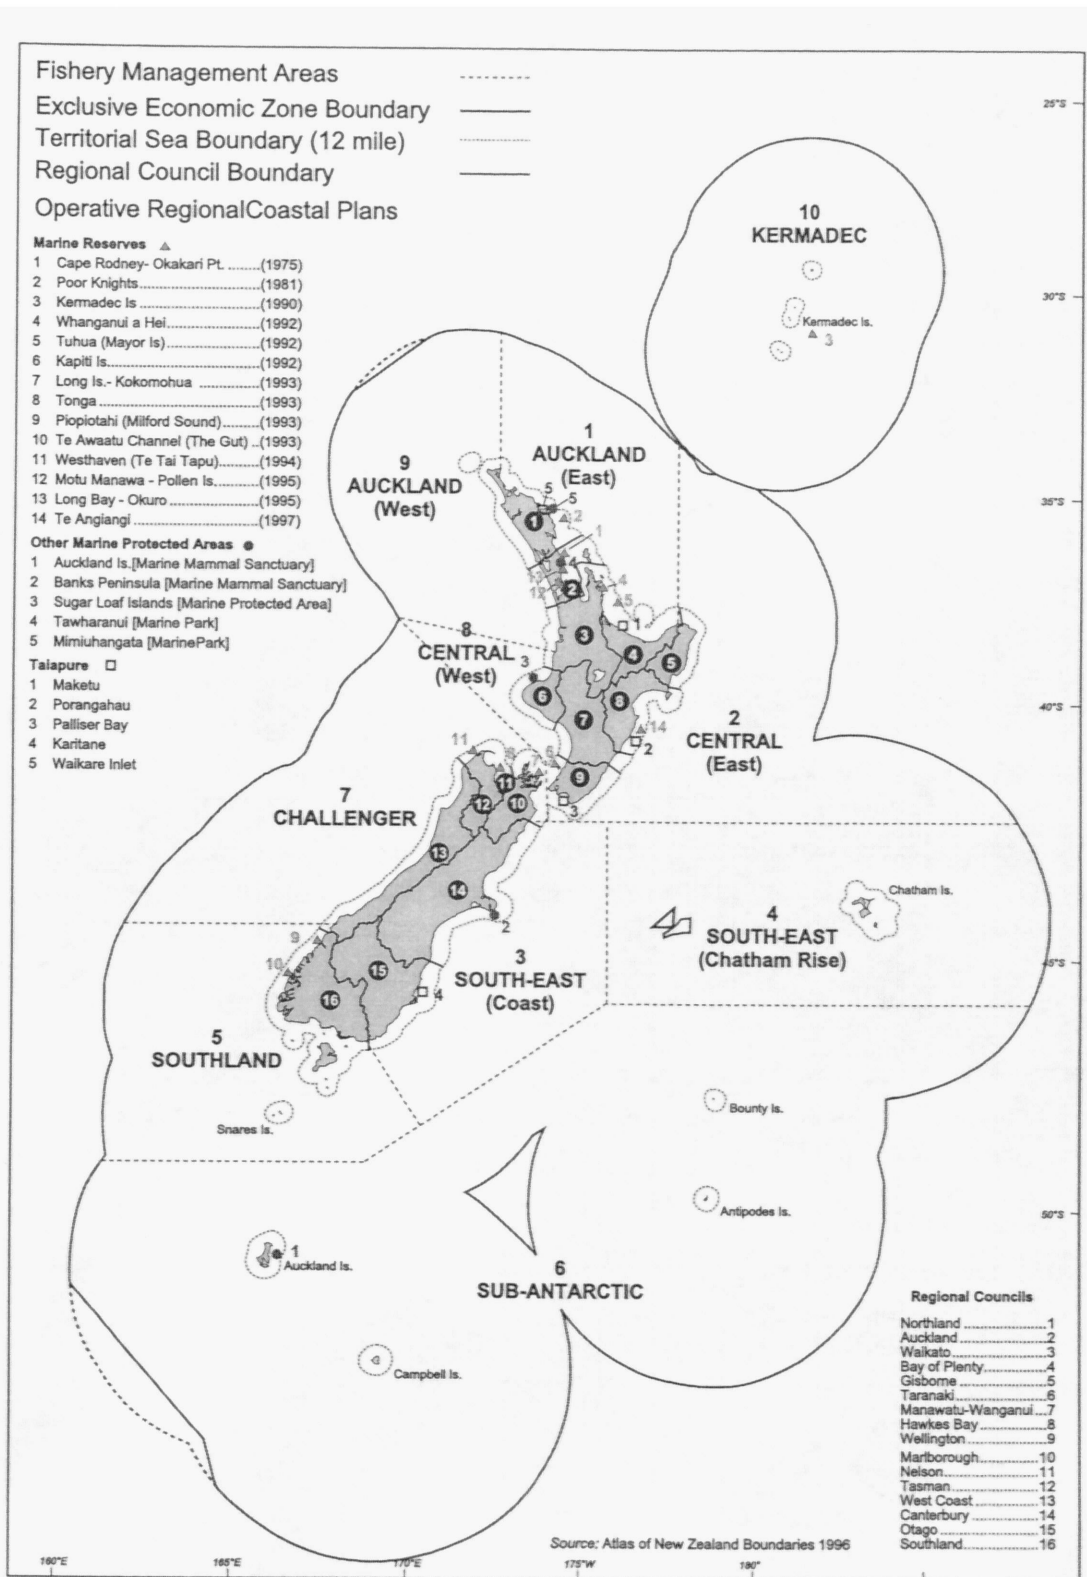 Fishery Management Areas
Exclusive Economic Zone Boundary
Territorial Sea Boundary (12 mile)
Regional Council Boundary
Operative RegionalCoastal Plans
Marine Reserves
1 Cape Rodney- Okakari Pt. ........(1975)
2 Poor Knights........................(1981)
3 Kermadec Is ........................(1990)
4 Whanganui a Hei..................(1992)
5 Tuhua (Mayor Is)..................(1992)
6 Kapiti Is..............................(1992)
7 Long Is.- Kokomohua ............(1993)
8 Tonga................................(1993)
9 Piopiotahi (Milford Sound)........(1993)
10 Te Awaatu Channel (The Gut) ..(1993)
11 Westhaven (Te Tai Tapu)........(1994)
12 Motu Manawa - Pollen Is.........(1995)
13 Long Bay - Okuro ..................(1995)
14 Te Angiangi ........................(1997)
Other Marine Protected Areas
1 Auckland Is.[Marine Mammal Sanctuary]
2 Banks Peninsula [Marine Mammal Sanctuary]
3 Sugar Loaf Islands [Marine Protected Area]
4 Tawharanui [Marine Park]
5 Mimiuhangata [MarinePark]
Taiapure
1 Maketu
2 Porangahau
3 Palliser Bay
4 Karitane
5 Waikare Inlet
25°S
10
KERMADEC
30°S
Kermadec Is.
3
1
AUCKLAND
(East)
9
AUCKLAND
(West)
35°S
8
CENTRAL
(West)
40°S
2
CENTRAL
(East)
7
CHALLENGER
Chatham Is.
4
SOUTH-EAST
(Chatham Rise)
45°S
3
SOUTH-EAST
(Coast)
5
SOUTHLAND
Snares Is.
Bounty Is.
Antipodes Is.
50°S
1
Auckland Is.
6
SUB-ANTARCTIC
Campbell Is.
Regional Councils
Northland ..............1
Auckland ...............2
Waikato.................3
Bay of Plenty..........4
Gisborne ...............5
Taranaki ................6
Manawatu-Wanganui....7
Hawkes Bay ...........8
Wellington..............9
Marlborough...........10
Nelson..................11
Tasman.................12
West Coast............13
Canterbury ............14
Otago...................15
Southland..............16
Source: Atlas of New Zealand Boundaries 1996
160°E 165°E 170°E 175°W 180°